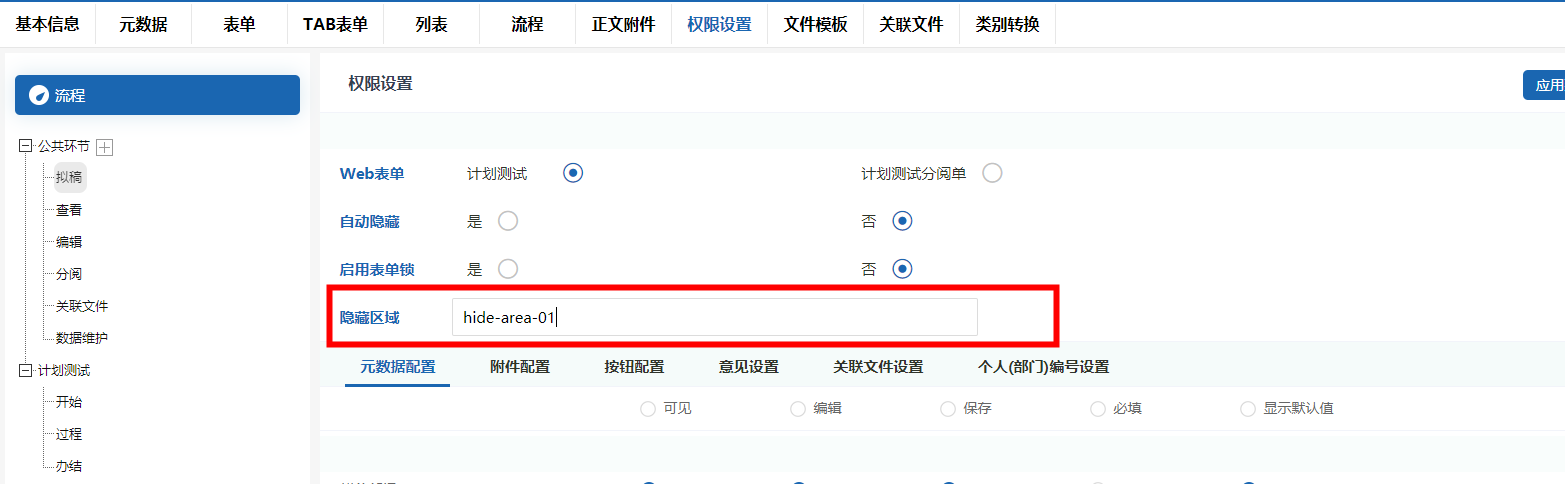 基本信息 元数据 表单 TAB表单 列表 流程 正文附件 权限设置 文件模板 关联文件 类别转换
流程
公共环节
拟稿
查看
编辑
分阅
关联文件
数据维护
计划测试
开始
过程
办结
权限设置
应用
Web表单 计划测试 计划测试分阅单
自动隐藏 是 否
启用表单锁 是 否
隐藏区域 hide-area-01
元数据配置 附件配置 按钮配置 意见设置 关联文件设置 个人(部门)编号设置
可见 编辑 保存 必填 显示默认值